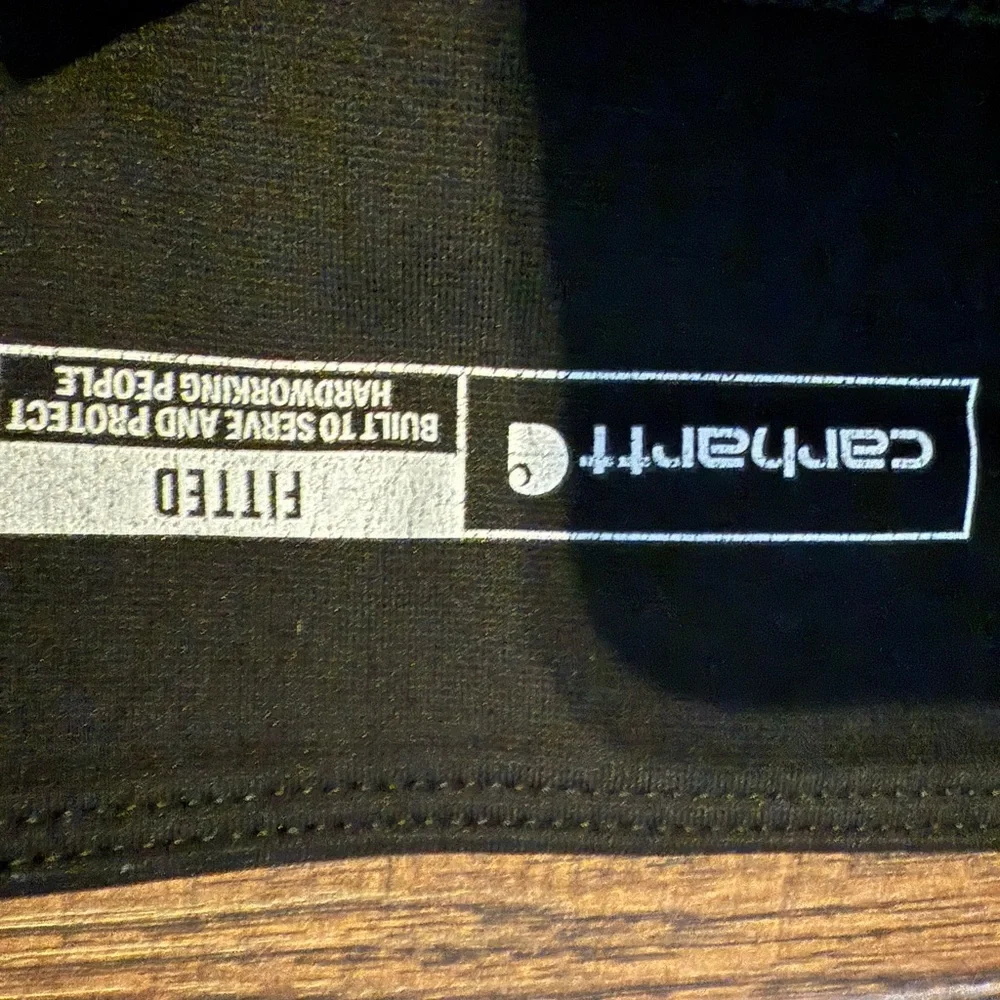 carhartt
FITTED
BUILT TO SERVE AND PROTECT
HARDWORKING PEOPLE